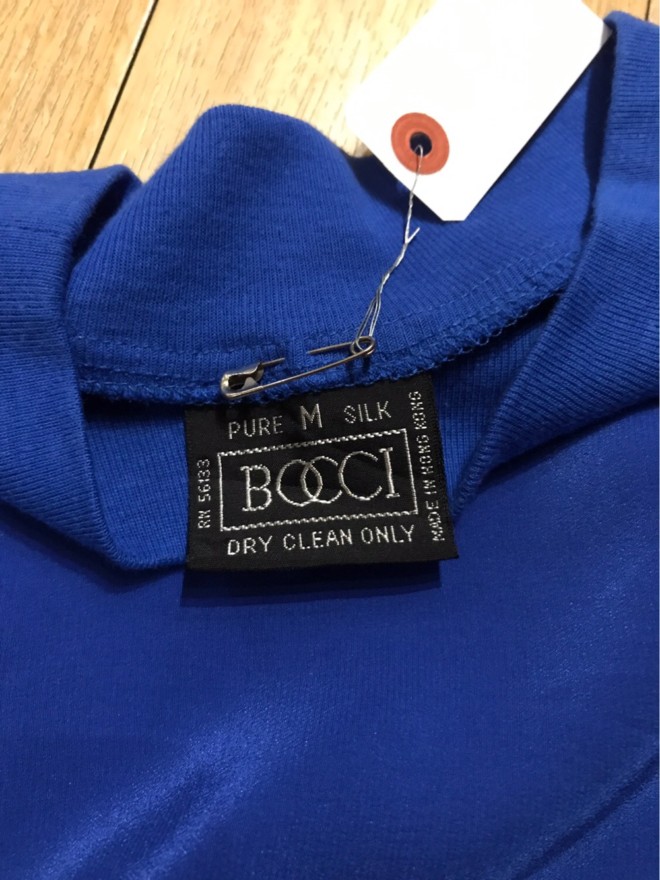 PURE M SILK
BOCCI
DRY CLEAN ONLY
RN 56133
MADE IN HONG KONG